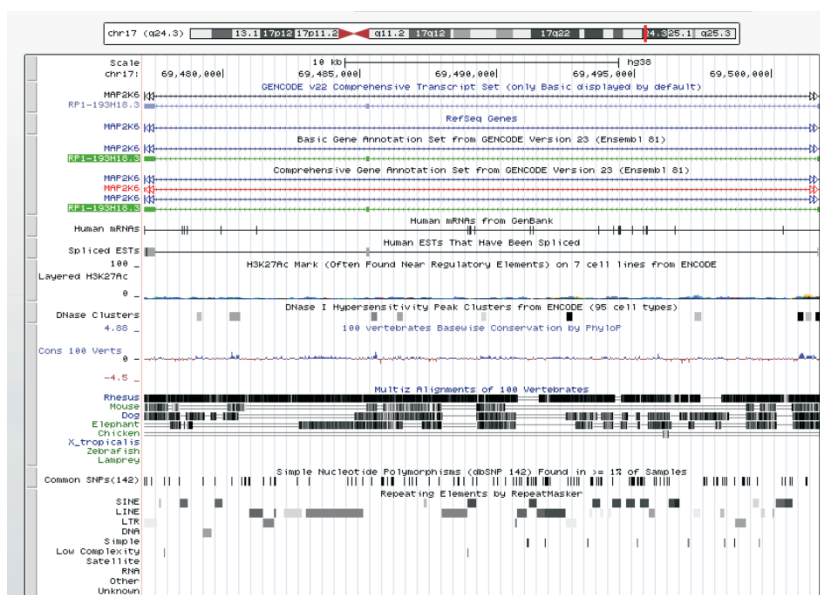 chr17 (q24.3) 13.1 17p12 17p11.2 q11.2 17q12 17q22 24.3 25.1 q25.3
Scale 10 kb hg38
chr17: 69,480,000 69,485,000 69,490,000 69,495,000 69,500,000
GENCODE v22 Comprehensive Transcript Set (only Basic displayed by default)
MAP2K6
RP1-193H18.3
RefSeq Genes
MAP2K6
Basic Gene Annotation Set from GENCODE Version 23 (Ensembl 81)
MAP2K6
RP1-193H18.3
Comprehensive Gene Annotation Set from GENCODE Version 23 (Ensembl 81)
MAP2K6
MAP2K6
MAP2K6
RP1-193H18.3
Human mRNAs from GenBank
Human mRNAs
Human ESTs That Have Been Spliced
Spliced ESTs
100 _
H3K27Ac Mark (Often Found Near Regulatory Elements) on 7 cell lines from ENCODE
Layered H3K27Ac
0 _
DNase I Hypersensitivity Peak Clusters from ENCODE (95 cell types)
DNase Clusters
4.88 _
100 vertebrates Basewise Conservation by PhyloP
Cons 100 Verts
0 -
-4.5 _
Multiz Alignments of 100 Vertebrates
Rhesus
Mouse
Dog
Elephant
Chicken
X_tropicalis
Zebrafish
Lamprey
Simple Nucleotide Polymorphisms (dbSNP 142) Found in >= 1% of Samples
Common SNPs(142)
Repeating Elements by RepeatMasker
SINE
LINE
LTR
DNA
Simple
Low Complexity
Satellite
RNA
Other
Unknown